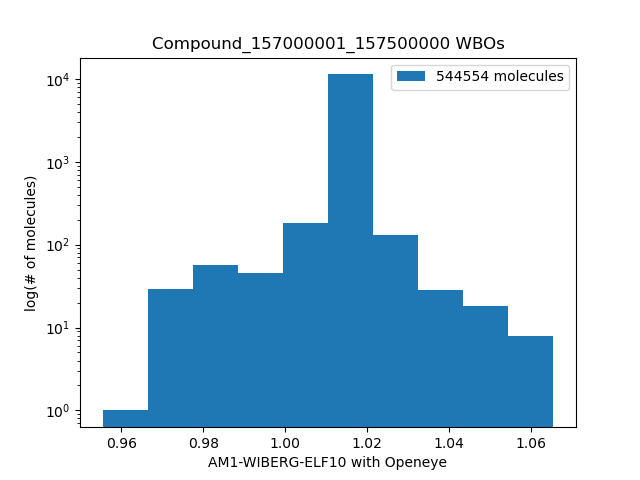 Compound_157000001_157500000 WBOs
544554 molecules
log(# of molecules)
10⁴
10³
10²
10¹
10⁰
0.96 0.98 1.00 1.02 1.04 1.06
AM1-WIBERG-ELF10 with Openeye